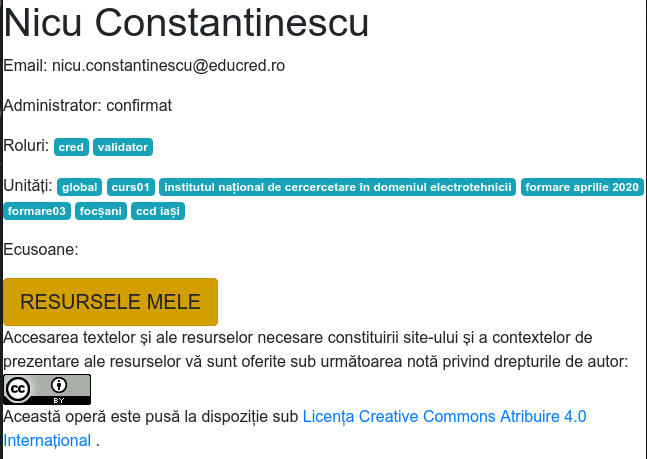 Nicu Constantinescu
Email: nicu.constantinescu@educred.ro
Administrator: confirmat
Roluri: cred validator
Unități: global curs01 institutul național de cercercetare în domeniul electrotehnicii formare aprilie 2020
formare03 focșani ccd iași
Ecusoane:
RESURSELE MELE
Accesarea textelor și ale resurselor necesare constituirii site-ului și a contextelor de
prezentare ale resurselor vă sunt oferite sub următoarea notă privind drepturile de autor:
cc BY
Această operă este pusă la dispoziție sub Licența Creative Commons Atribuire 4.0
Internațional .